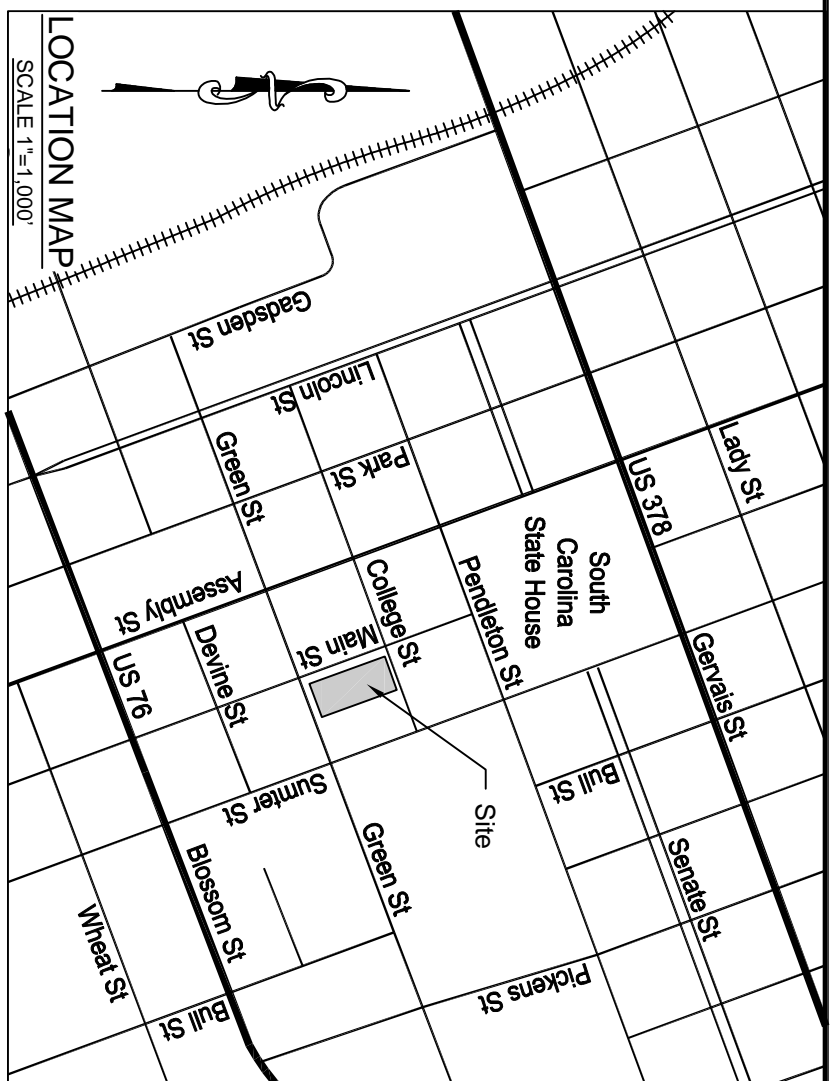 LOCATION MAP
SCALE 1"=1,000'
Gadsden St
Lincoln St
Park St
Green St
Assembly St
Lady St
US 378
South
Carolina
State House
Pendleton St
College St
Main St
Devine St
US 76
Gervais St
Bull St
Site
Sumter St
Green St
Senate St
Blossom St
Wheat St
Pickens St
Bull St